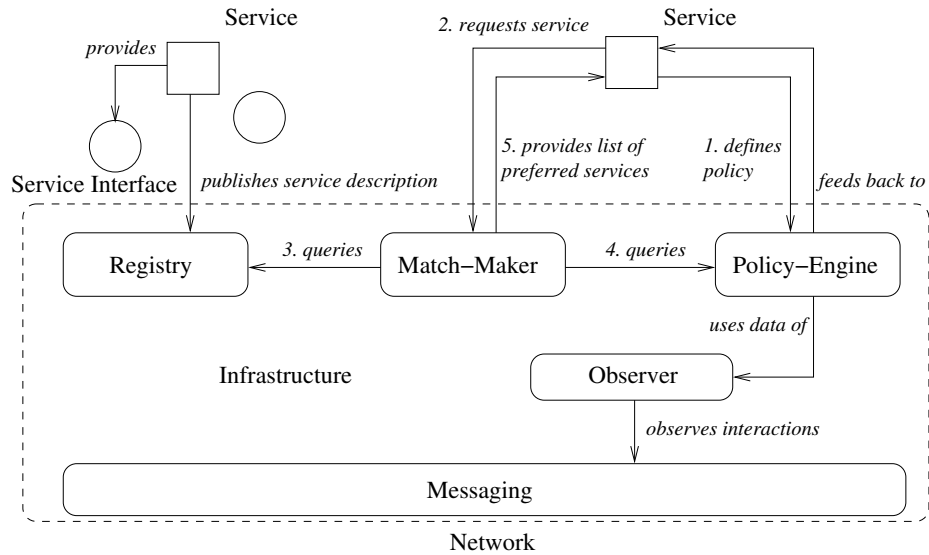 Service
Service
provides
2. requests service
5. provides list of
preferred services
1. defines
policy
Service Interface
publishes service description
feeds back to
Registry
3. queries
Match-Maker
4. queries
Policy-Engine
uses data of
Infrastructure
Observer
observes interactions
Messaging
Network